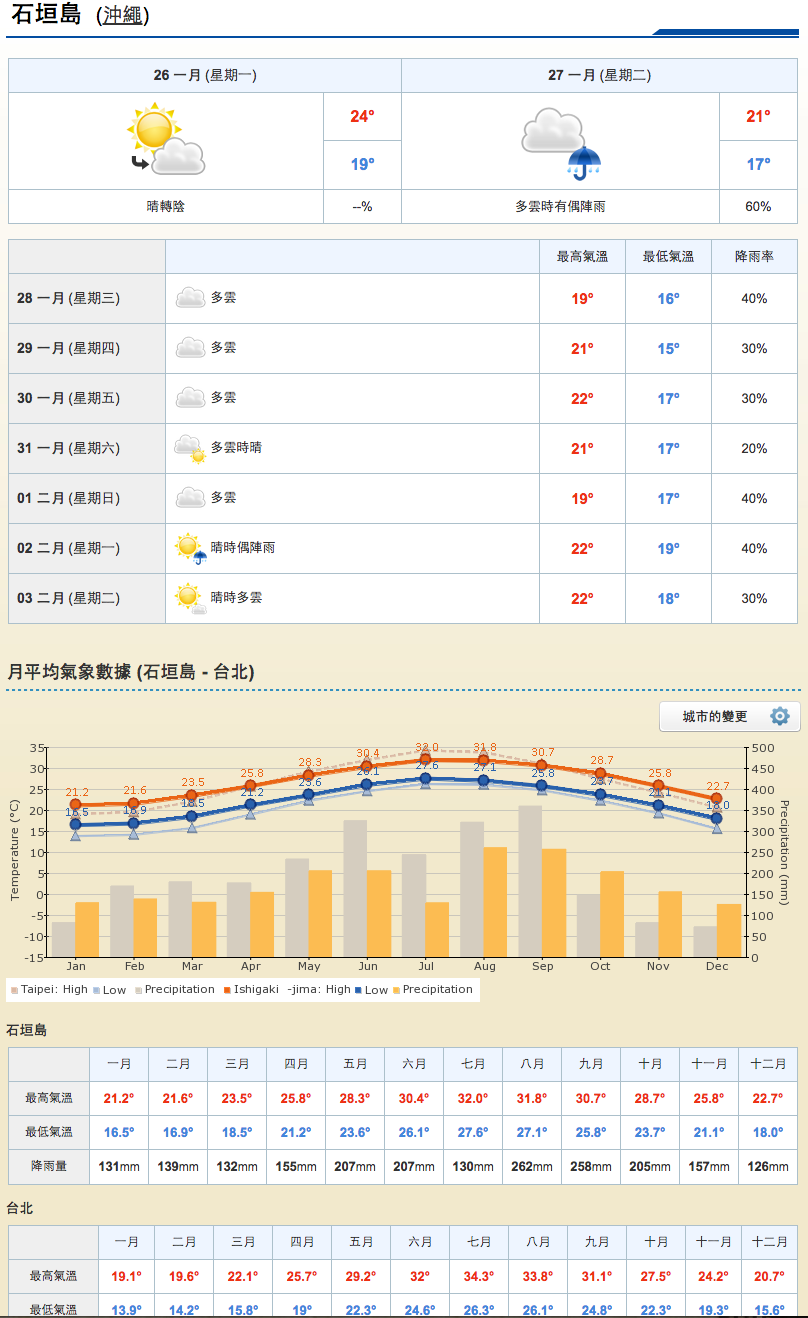 石垣島 (沖繩)
26 一月 (星期一) 27 一月 (星期二)
24° 21°
19° 17°
晴轉陰 --% 多雲時有偶陣雨 60%
最高氣溫 最低氣溫 降雨率
28 一月 (星期三) 多雲 19° 16° 40%
29 一月 (星期四) 多雲 21° 15° 30%
30 一月 (星期五) 多雲 22° 17° 30%
31 一月 (星期六) 多雲時晴 21° 17° 20%
01 二月 (星期日) 多雲 19° 17° 40%
02 二月 (星期一) 晴時偶陣雨 22° 19° 40%
03 二月 (星期二) 晴時多雲 22° 18° 30%
月平均氣象數據 (石垣島 - 台北)
城市的變更
Temperature (°C)
35
30
25
20
15
10
5
0
-5
-10
-15
21.2 21.6 23.5 25.8 28.3 30.4 32.0 31.8 30.7 28.7 25.8 22.7
16.5 16.9 18.5 21.2 23.6 26.1 27.6 27.1 25.8 23.7 21.1 18.0
500
450
400
350
300
250
200
150
100
50
0
Precipitation (mm)
Jan Feb Mar Apr May Jun Jul Aug Sep Oct Nov Dec
Taipei: High Low Precipitation Ishigaki -jima: High Low Precipitation
石垣島
一月 二月 三月 四月 五月 六月 七月 八月 九月 十月 十一月 十二月
最高氣溫 21.2° 21.6° 23.5° 25.8° 28.3° 30.4° 32.0° 31.8° 30.7° 28.7° 25.8° 22.7°
最低氣溫 16.5° 16.9° 18.5° 21.2° 23.6° 26.1° 27.6° 27.1° 25.8° 23.7° 21.1° 18.0°
降雨量 131mm 139mm 132mm 155mm 207mm 207mm 130mm 262mm 258mm 205mm 157mm 126mm
台北
一月 二月 三月 四月 五月 六月 七月 八月 九月 十月 十一月 十二月
最高氣溫 19.1° 19.6° 22.1° 25.7° 29.2° 32° 34.3° 33.8° 31.1° 27.5° 24.2° 20.7°
最低氣溫 13.9° 14.2° 15.8° 19° 22.3° 24.6° 26.3° 26.1° 24.8° 22.3° 19.3° 15.6°